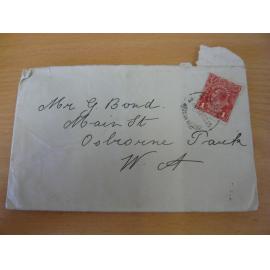 Mr G Bond.
Main St
Osborne Park
W. A